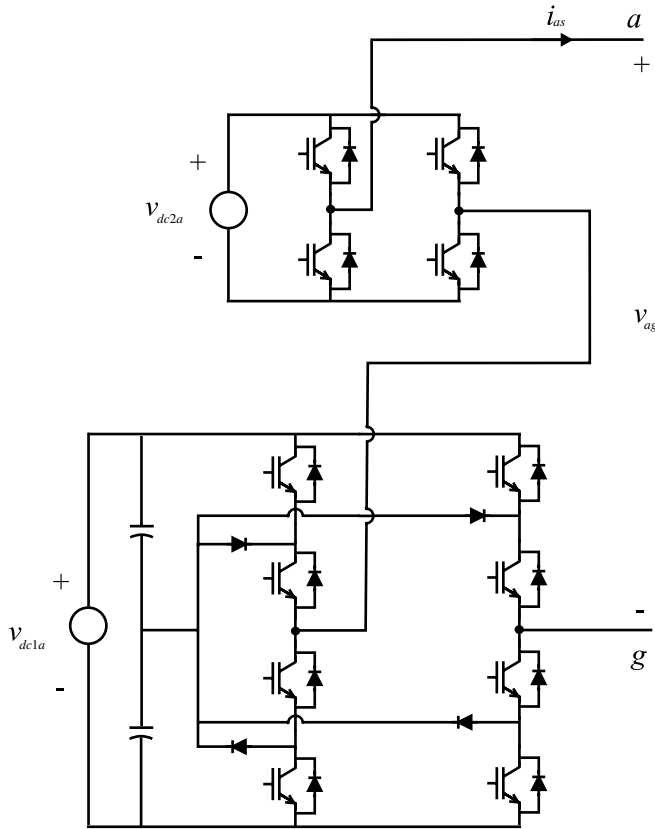 i_as a
+
+
v_dc2a
-
v_ag
+
v_dc1a
-
-
g